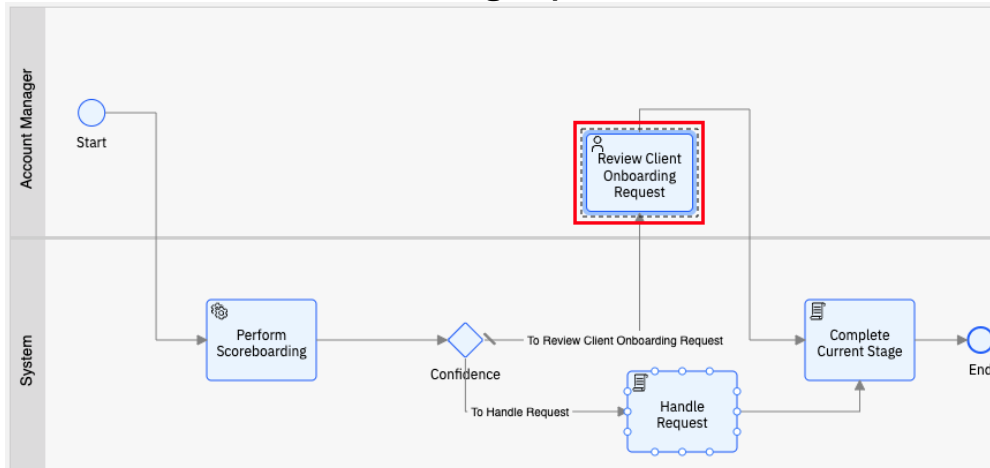 Account Manager
Start
Review Client
Onboarding
Request
System
Perform
Scoreboarding
Confidence
To Review Client Onboarding Request
To Handle Request
Handle
Request
Complete
Current Stage
End